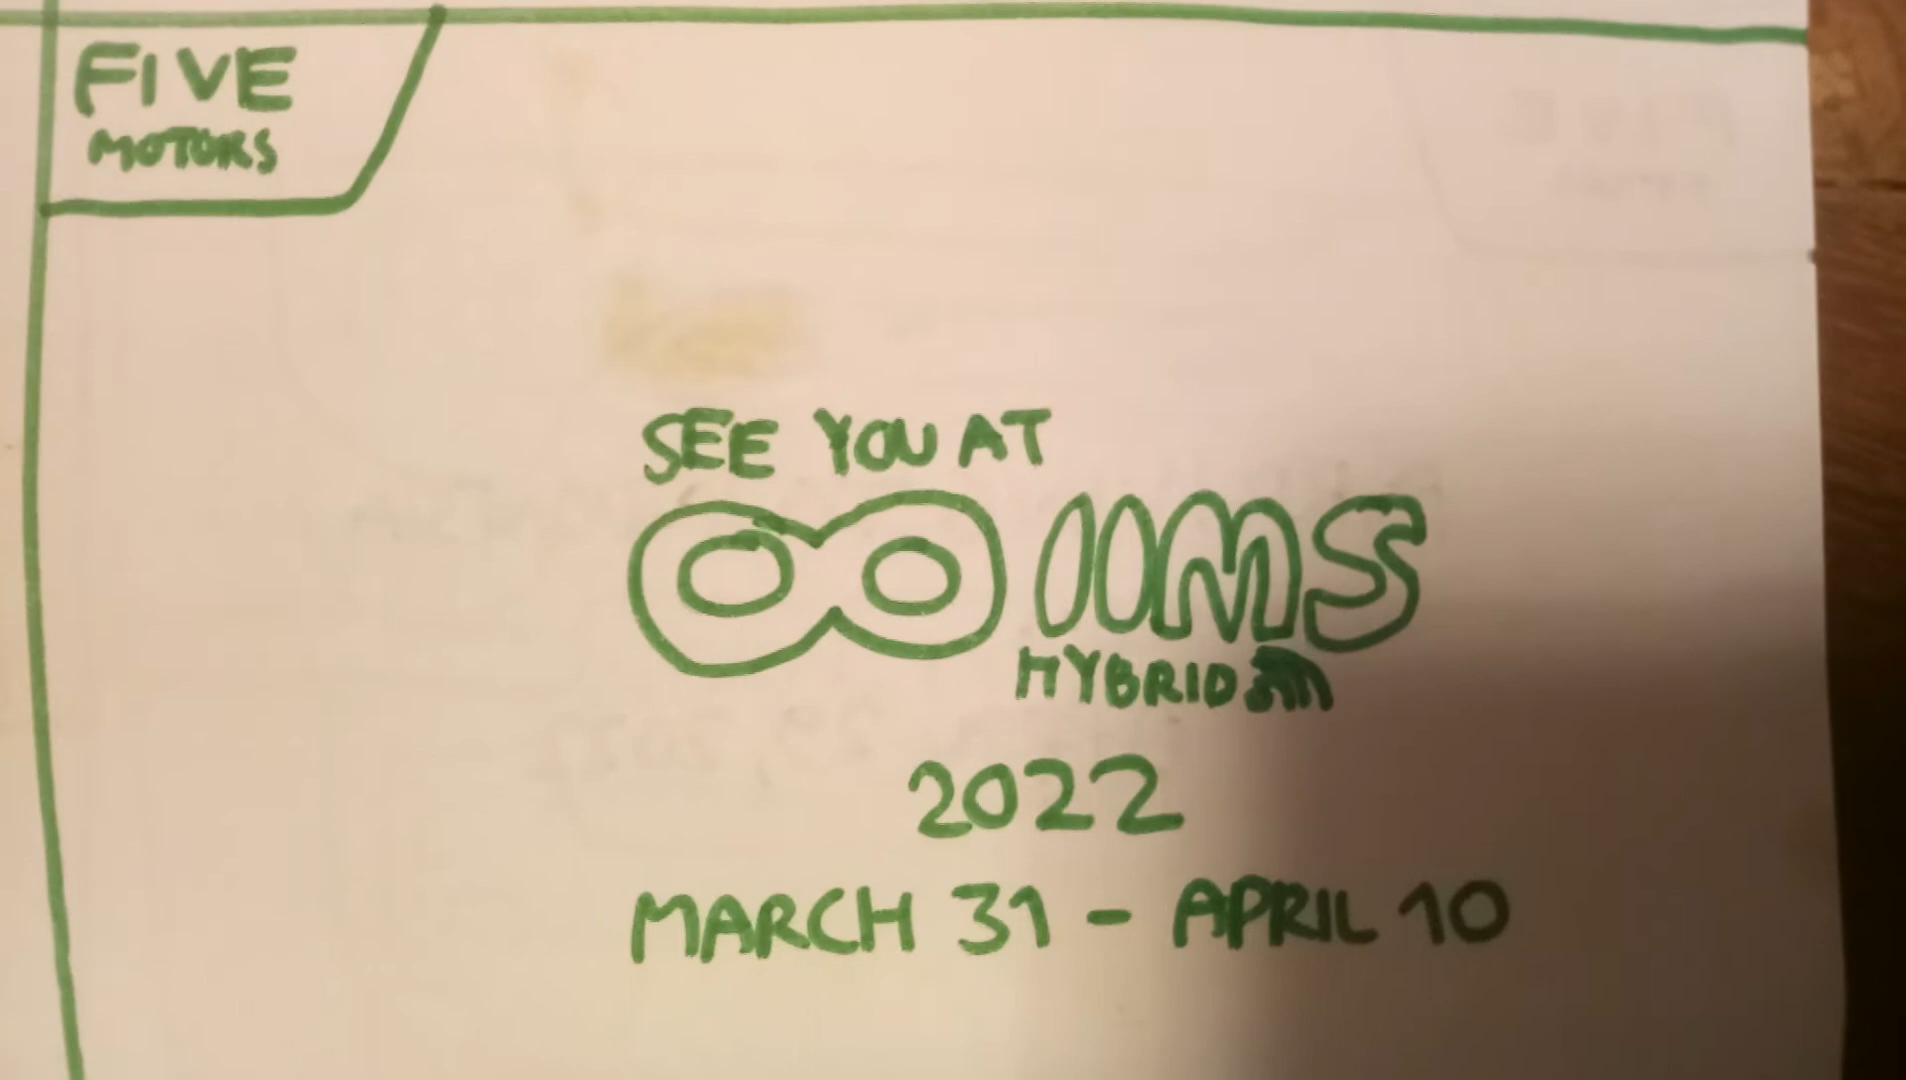 FIVE
MOTORS
SEE YOU AT
IIMS
HYBRID
2022
MARCH 31 - APRIL 10